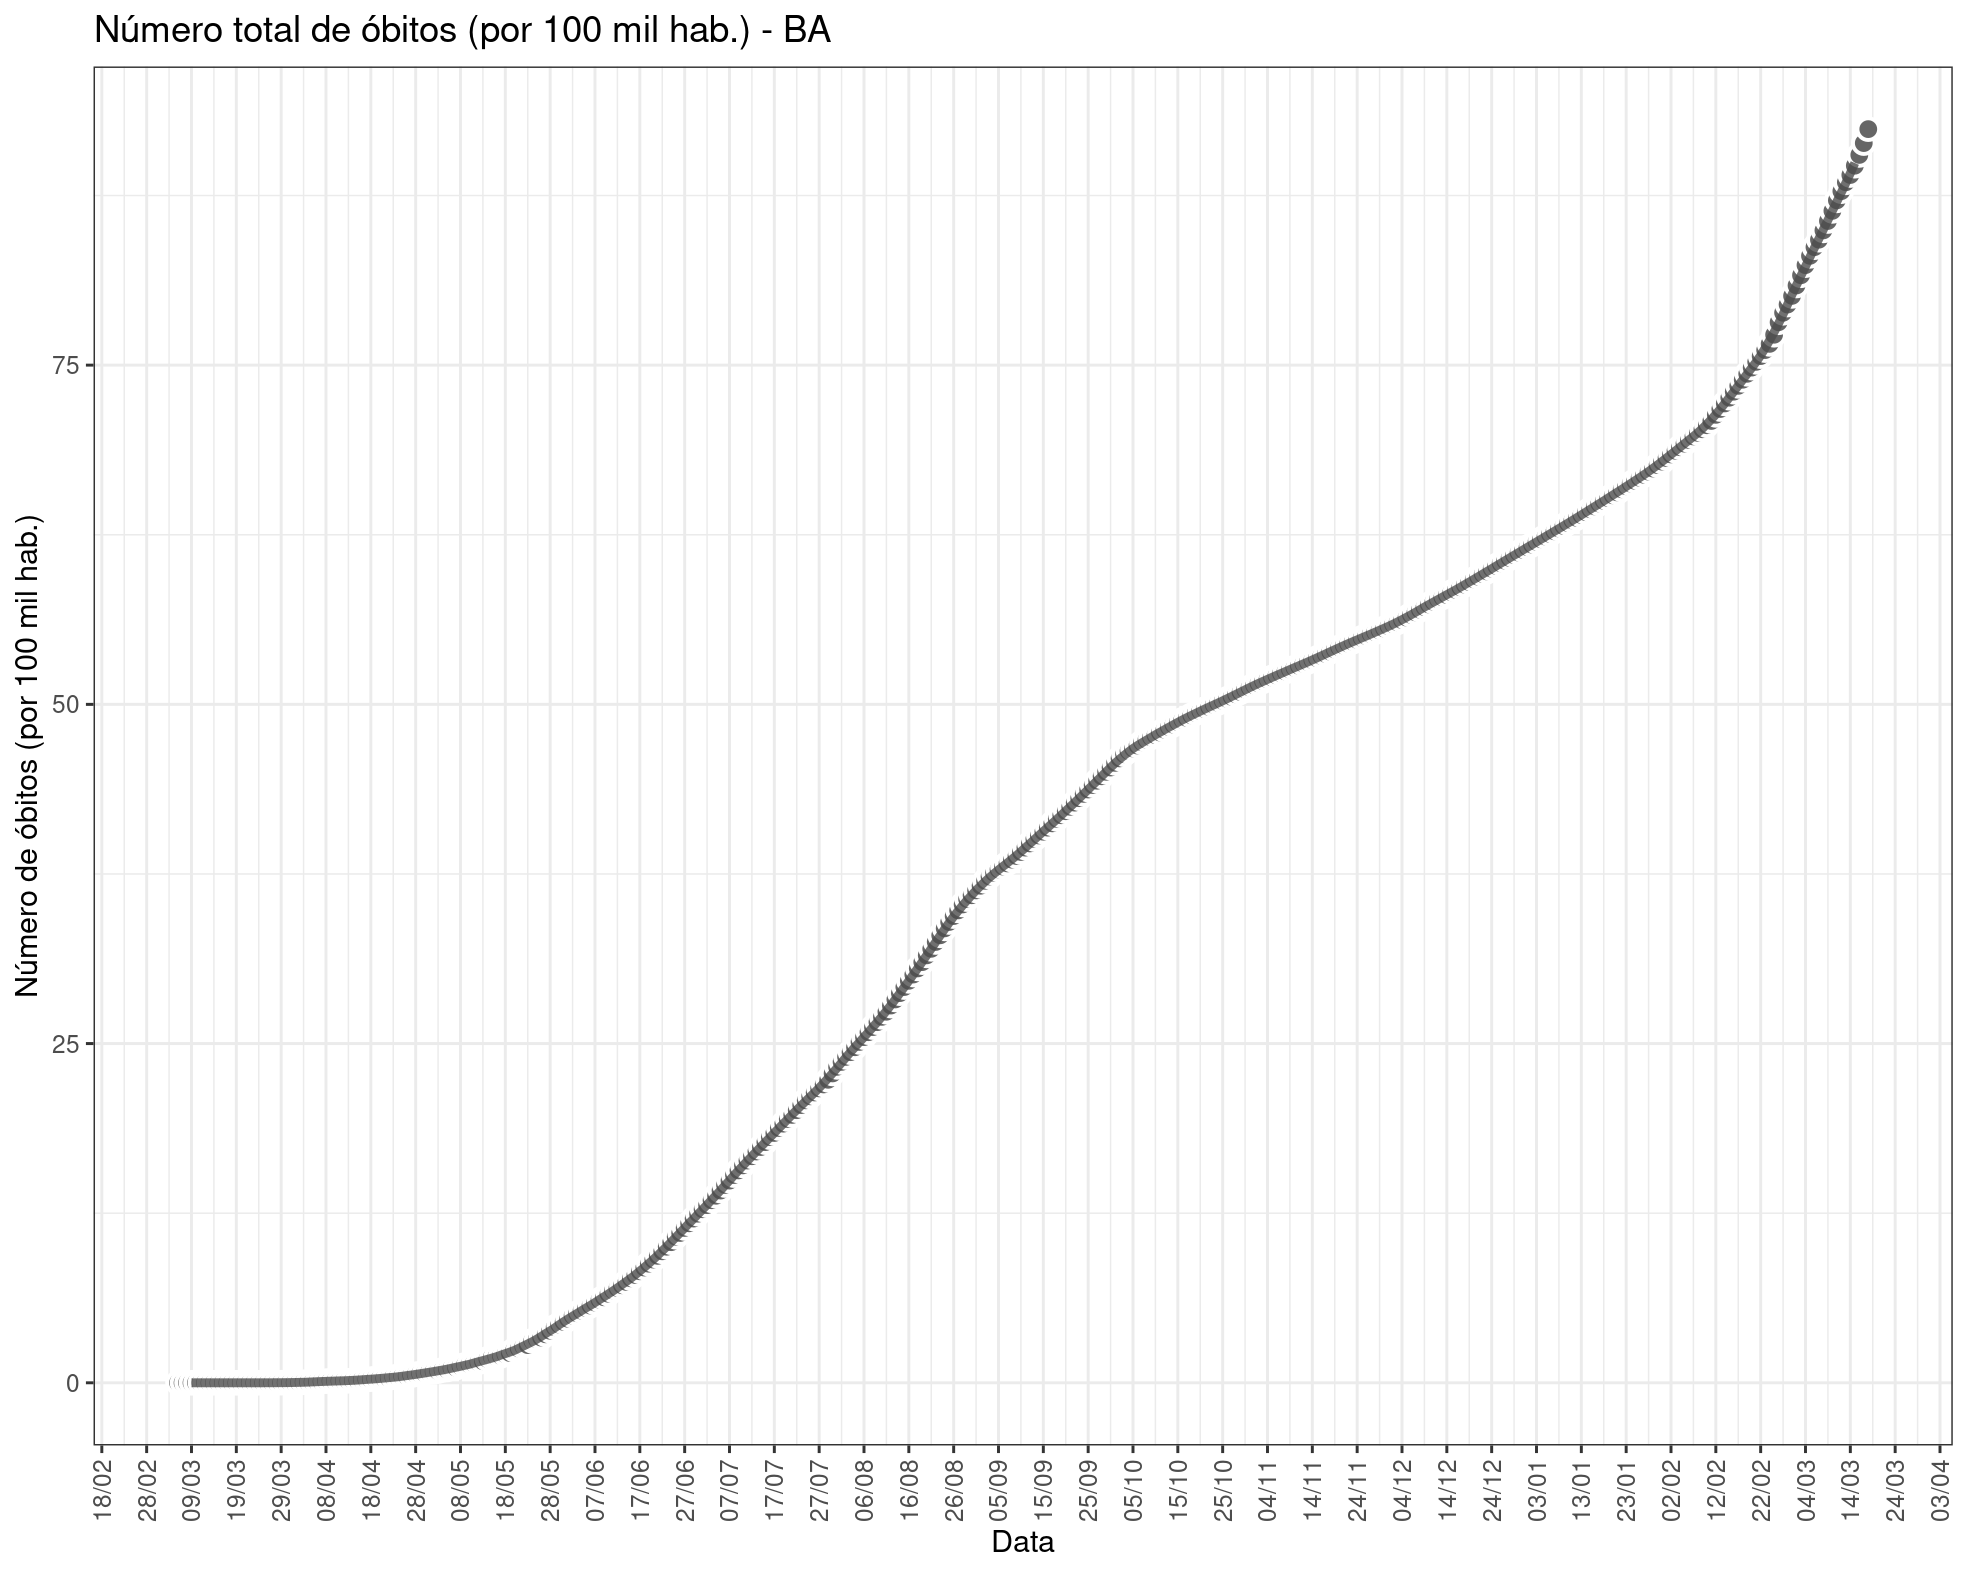 Número total de óbitos (por 100 mil hab.) - BA
Número de óbitos (por 100 mil hab.)
75
50
25
0
18/02 28/02 09/03 19/03 29/03 08/04 18/04 28/04 08/05 18/05 28/05 07/06 17/06 27/06 07/07 17/07 27/07 06/08 16/08 26/08 05/09 15/09 25/09 05/10 15/10 25/10 04/11 14/11 24/11 04/12 14/12 24/12 03/01 13/01 23/01 02/02 12/02 22/02 04/03 14/03 24/03 03/04
Data